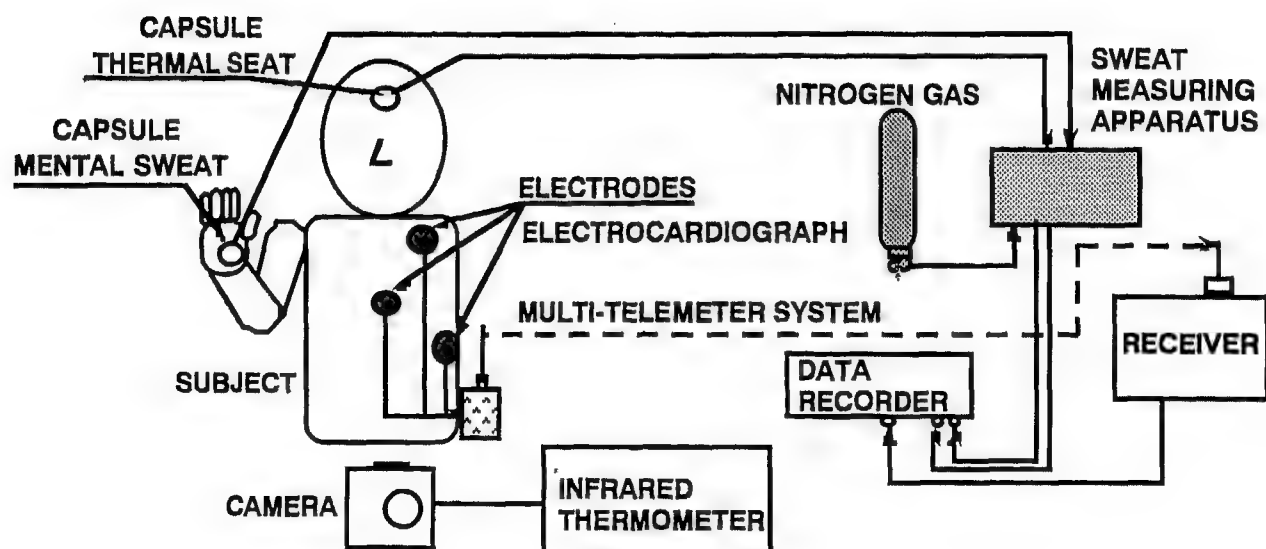 CAPSULE
THERMAL SEAT
CAPSULE
MENTAL SWEAT
L
NITROGEN GAS
SWEAT
MEASURING
APPARATUS
ELECTRODES
ELECTROCARDIOGRAPH
MULTI-TELEMETER SYSTEM
RECEIVER
DATA
RECORDER
SUBJECT
CAMERA
INFRARED
THERMOMETER